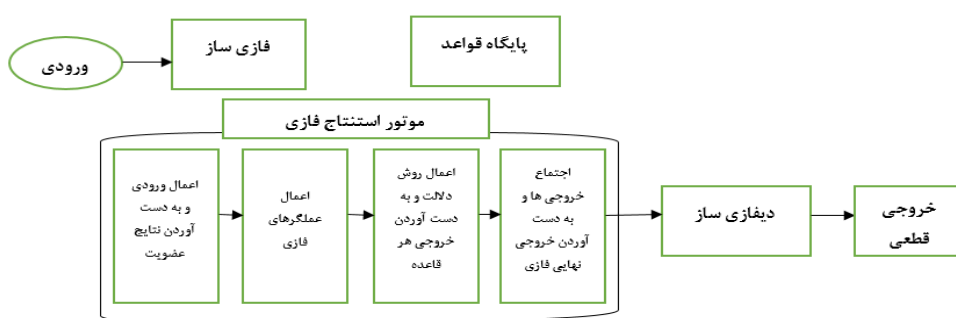 ورودی
فازی ساز
پایگاه قواعد
موتور استنتاج فازی
اعمال ورودی
و به دست
آوردن نتایج
عضویت
اعمال
عملگرهای
فازی
اعمال روش
دلالت و به
دست آوردن
خروجی هر
قاعده
اجتماع
خروجی ها و
به دست
آوردن خروجی
نهایی فازی
دیفازی ساز
خروجی
قطعی